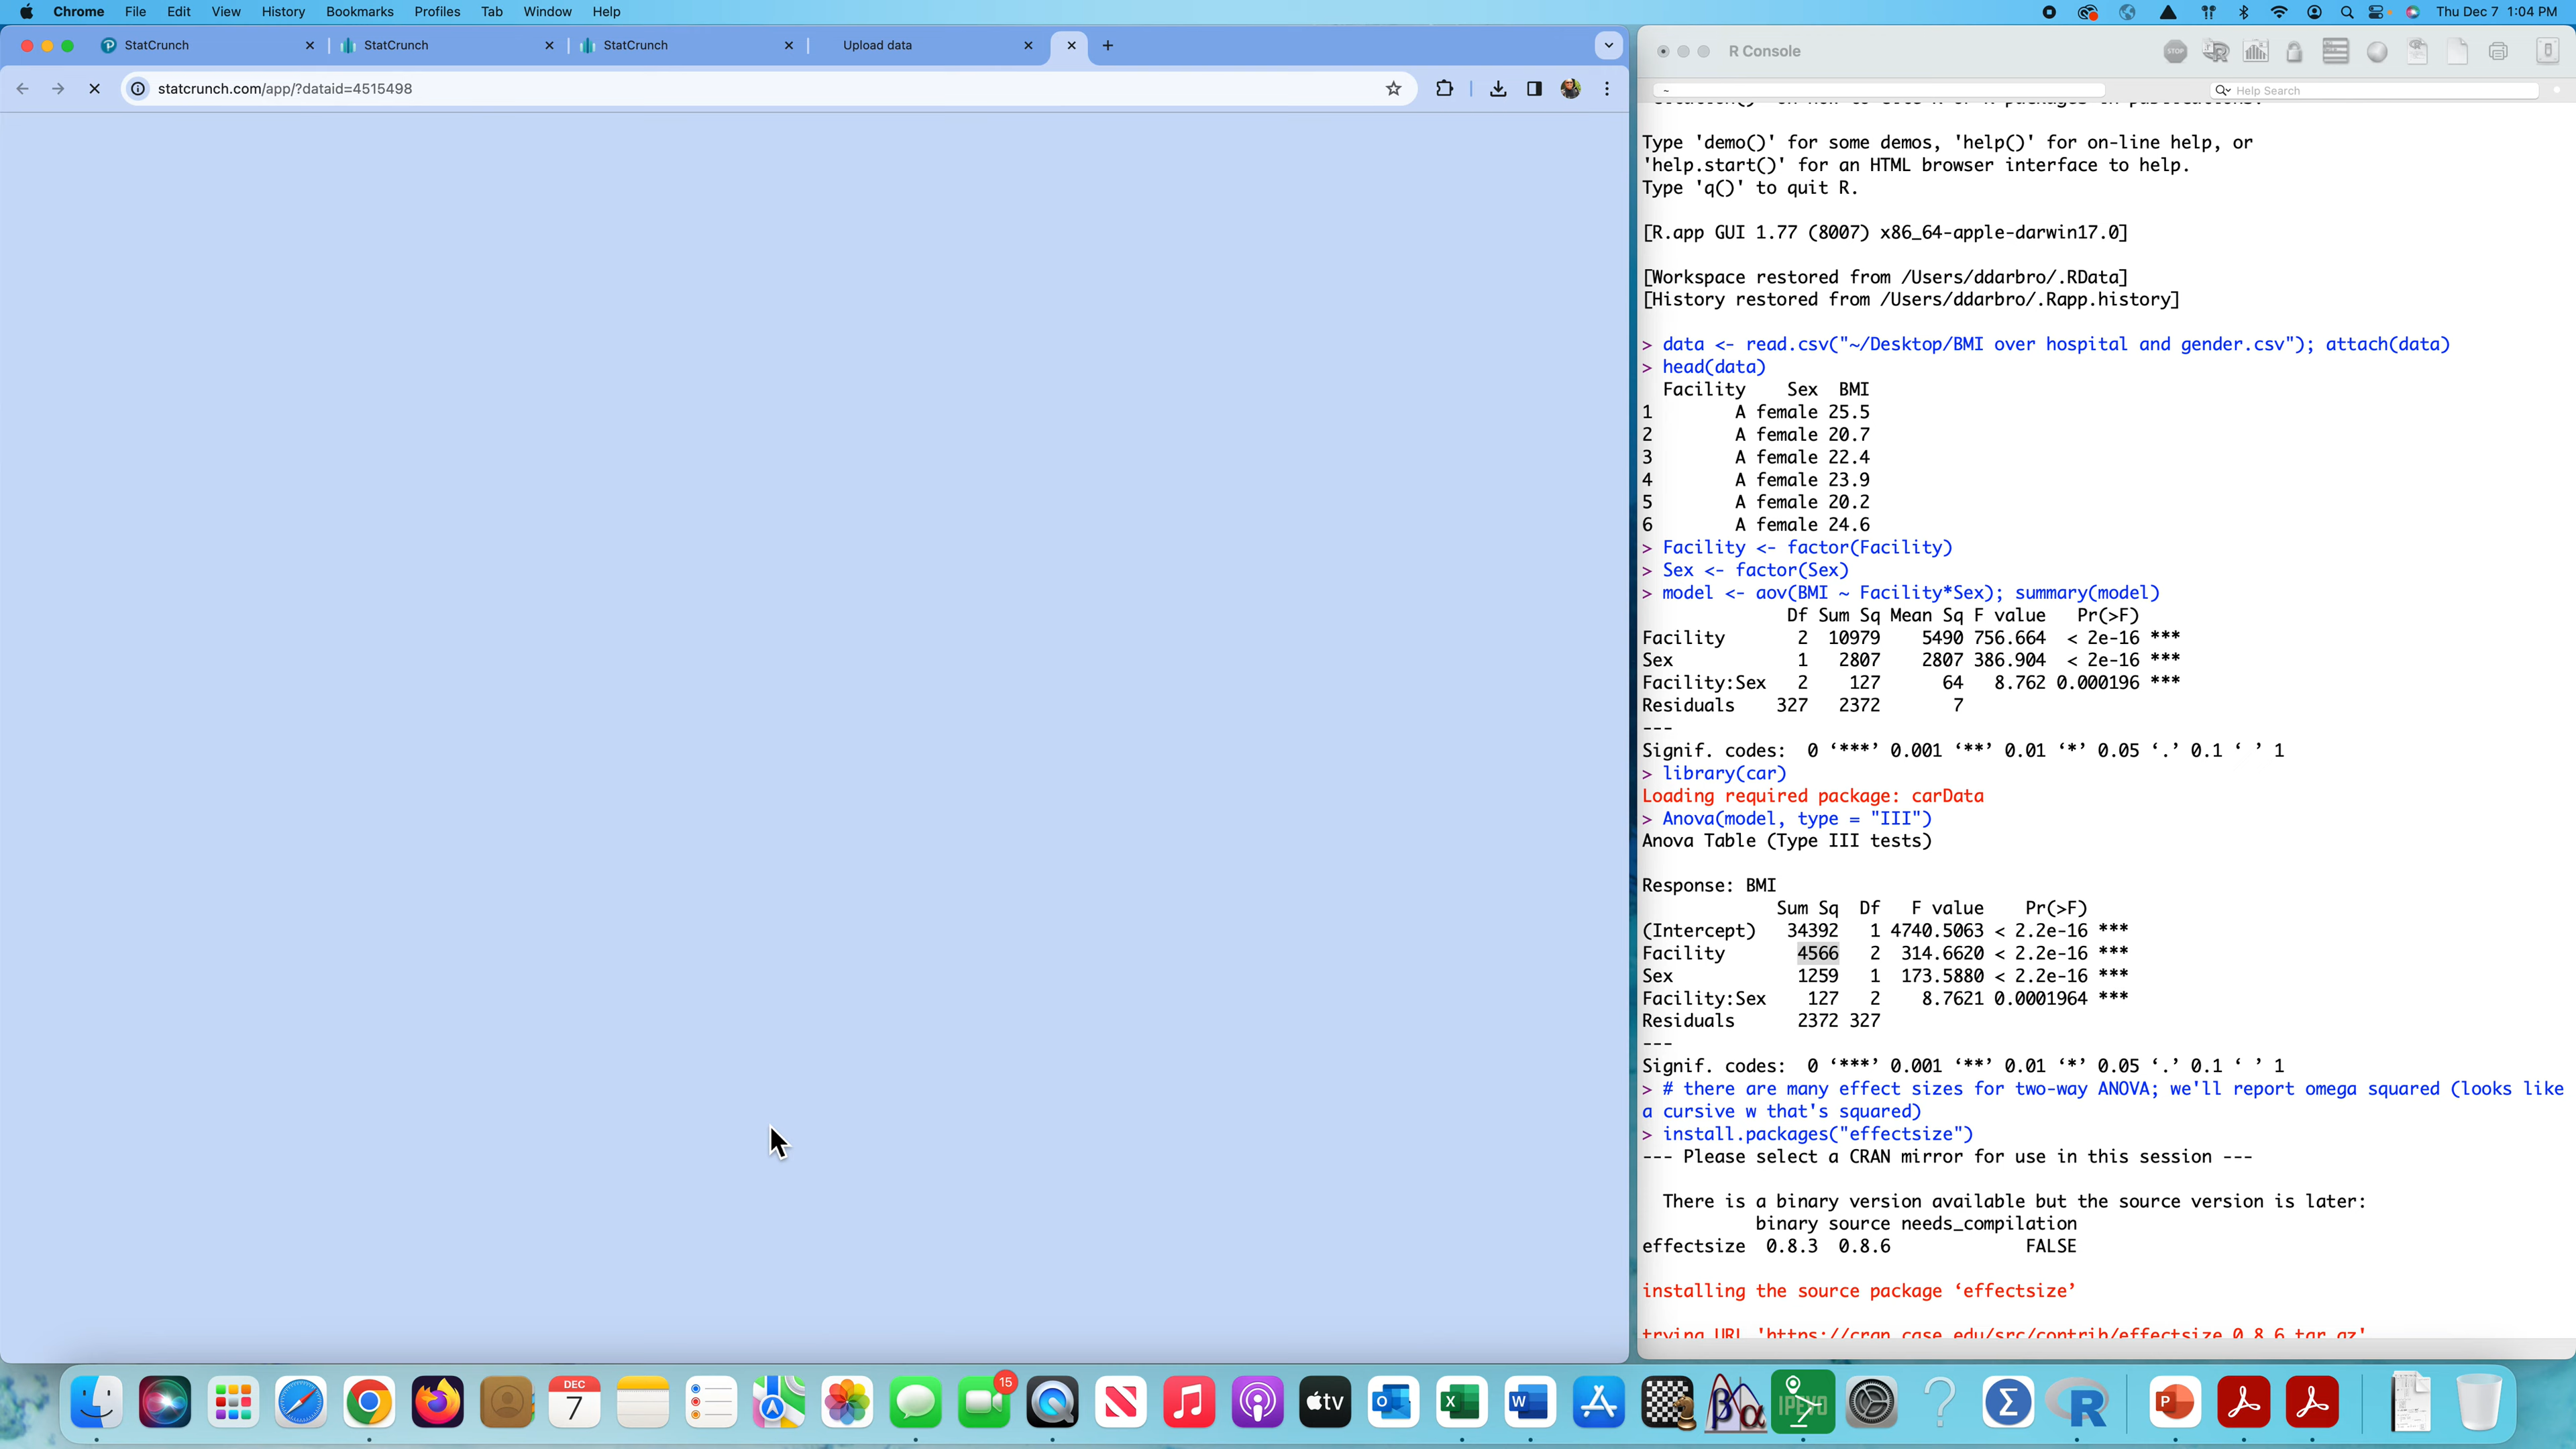 Chrome File Edit View History Bookmarks Profiles Tab Window Help
Thu Dec 7 1:04 PM
StatCrunch StatCrunch StatCrunch Upload data
statcrunch.com/app/?dataid=4515498
R Console
~
Help Search
Type 'demo()' for some demos, 'help()' for on-line help, or
'help.start()' for an HTML browser interface to help.
Type 'q()' to quit R.
[R.app GUI 1.77 (8007) x86_64-apple-darwin17.0]
[Workspace restored from /Users/ddarbro/.RData]
[History restored from /Users/ddarbro/.Rapp.history]
> data <- read.csv("~/Desktop/BMI over hospital and gender.csv"); attach(data)
> head(data)
Facility Sex BMI
1 A female 25.5
2 A female 20.7
3 A female 22.4
4 A female 23.9
5 A female 20.2
6 A female 24.6
> Facility <- factor(Facility)
> Sex <- factor(Sex)
> model <- aov(BMI ~ Facility*Sex); summary(model)
Df Sum Sq Mean Sq F value Pr(>F)
Facility 2 10979 5490 756.664 < 2e-16 ***
Sex 1 2807 2807 386.904 < 2e-16 ***
Facility:Sex 2 127 64 8.762 0.000196 ***
Residuals 327 2372 7
---
Signif. codes: 0 ‘***’ 0.001 ‘**’ 0.01 ‘*’ 0.05 ‘.’ 0.1 ‘ ’ 1
> library(car)
Loading required package: carData
> Anova(model, type = "III")
Anova Table (Type III tests)
Response: BMI
Sum Sq Df F value Pr(>F)
(Intercept) 34392 1 4740.5063 < 2.2e-16 ***
Facility 4566 2 314.6620 < 2.2e-16 ***
Sex 1259 1 173.5880 < 2.2e-16 ***
Facility:Sex 127 2 8.7621 0.0001964 ***
Residuals 2372 327
---
Signif. codes: 0 ‘***’ 0.001 ‘**’ 0.01 ‘*’ 0.05 ‘.’ 0.1 ‘ ’ 1
> # there are many effect sizes for two-way ANOVA; we'll report omega squared (looks like
a cursive w that's squared)
> install.packages("effectsize")
--- Please select a CRAN mirror for use in this session ---
There is a binary version available but the source version is later:
binary source needs_compilation
effectsize 0.8.3 0.8.6 FALSE
installing the source package ‘effectsize’
trying URL 'https://cran.case.edu/src/contrib/effectsize_0.8.6.tar.gz'
DEC
7
15
tv
IPEVO